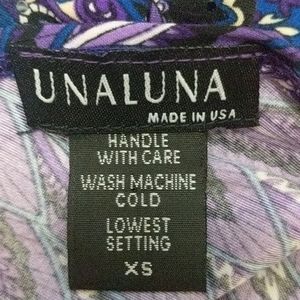 UNALUNA
MADE IN USA
HANDLE
WITH CARE
WASH MACHINE
COLD
LOWEST
SETTING
XS